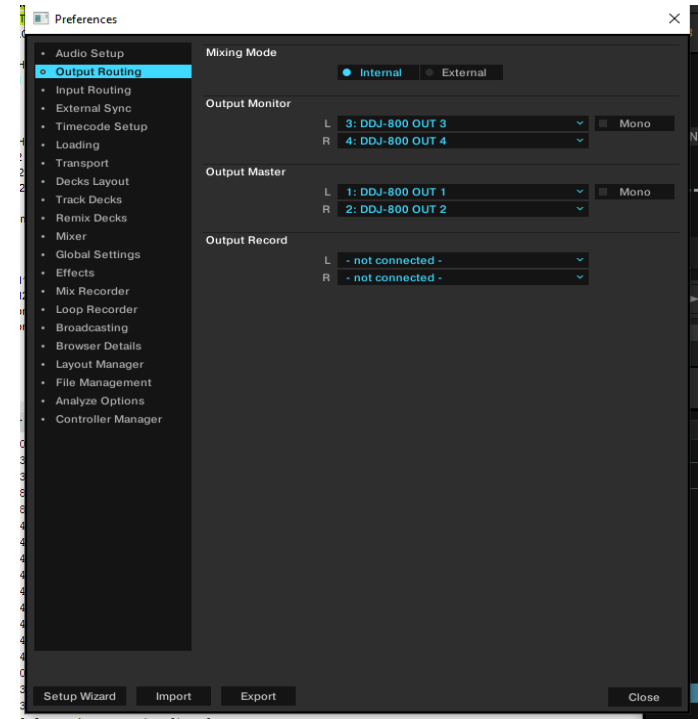 Preferences
Audio Setup
Output Routing
Input Routing
External Sync
Timecode Setup
Loading
Transport
Decks Layout
Track Decks
Remix Decks
Mixer
Global Settings
Effects
Mix Recorder
Loop Recorder
Broadcasting
Browser Details
Layout Manager
File Management
Analyze Options
Controller Manager
Mixing Mode
Internal External
Output Monitor
L 3: DDJ-800 OUT 3 Mono
R 4: DDJ-800 OUT 4
Output Master
L 1: DDJ-800 OUT 1 Mono
R 2: DDJ-800 OUT 2
Output Record
L - not connected -
R - not connected -
Setup Wizard Import Export Close